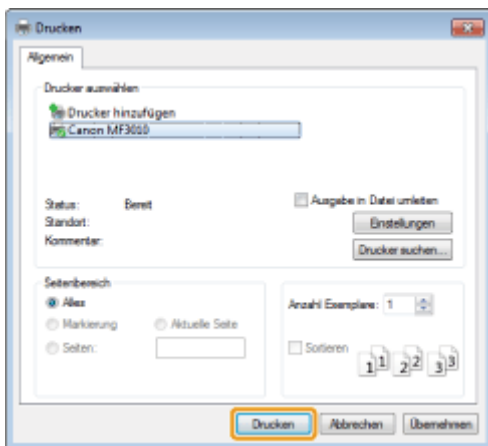 Drucken
Allgemein
Drucker auswählen
Drucker hinzufügen
Canon MF3010
Status: Bereit
Standort:
Kommentar:
Ausgabe in Datei umleiten
Einstellungen
Drucker suchen...
Seitenbereich
Alles
Markierung Aktuelle Seite
Seiten:
Anzahl Exemplare: 1
Sortieren
1 1 2 2 3 3
Drucken Abbrechen Übernehmen